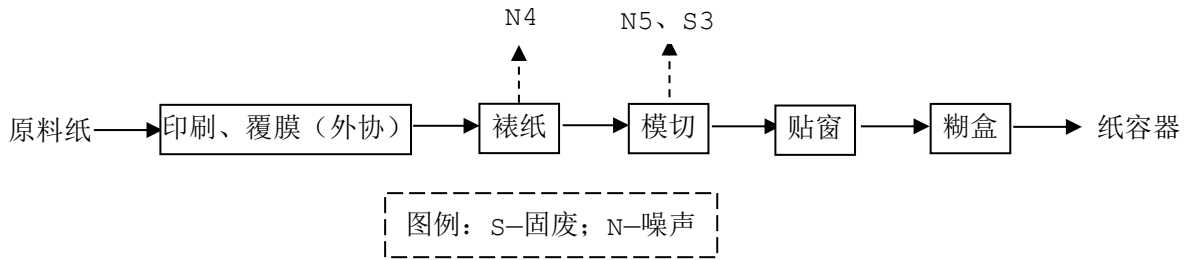 N4
N5、S3
原料纸
印刷、覆膜（外协）
裱纸
模切
贴窗
糊盒
纸容器
图例：S—固废；N—噪声